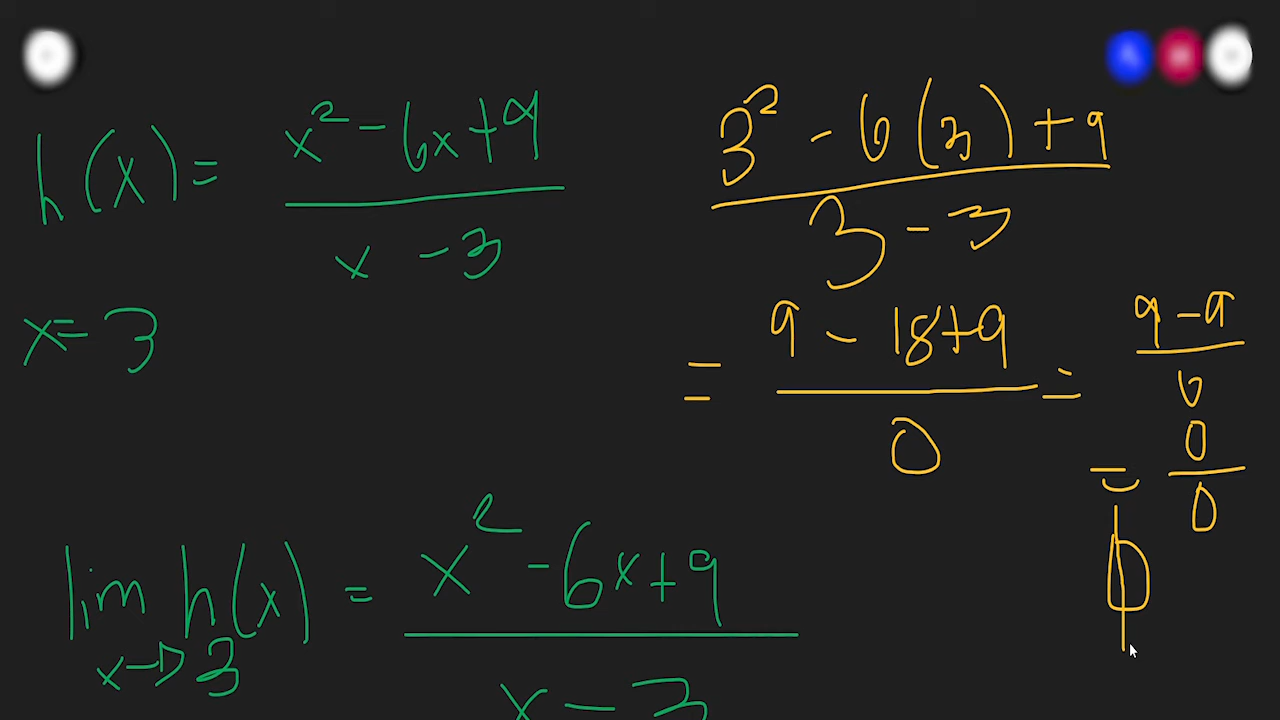 h(x) = x² - 6x + 9 / x - 3
x = 3
3² - 6(3) + 9 / 3 - 3
= 9 - 18 + 9 / 0 = 9 - 9 / 0
= 0 / 0
lim x→3 h(x) = x² - 6x + 9 / x - 3